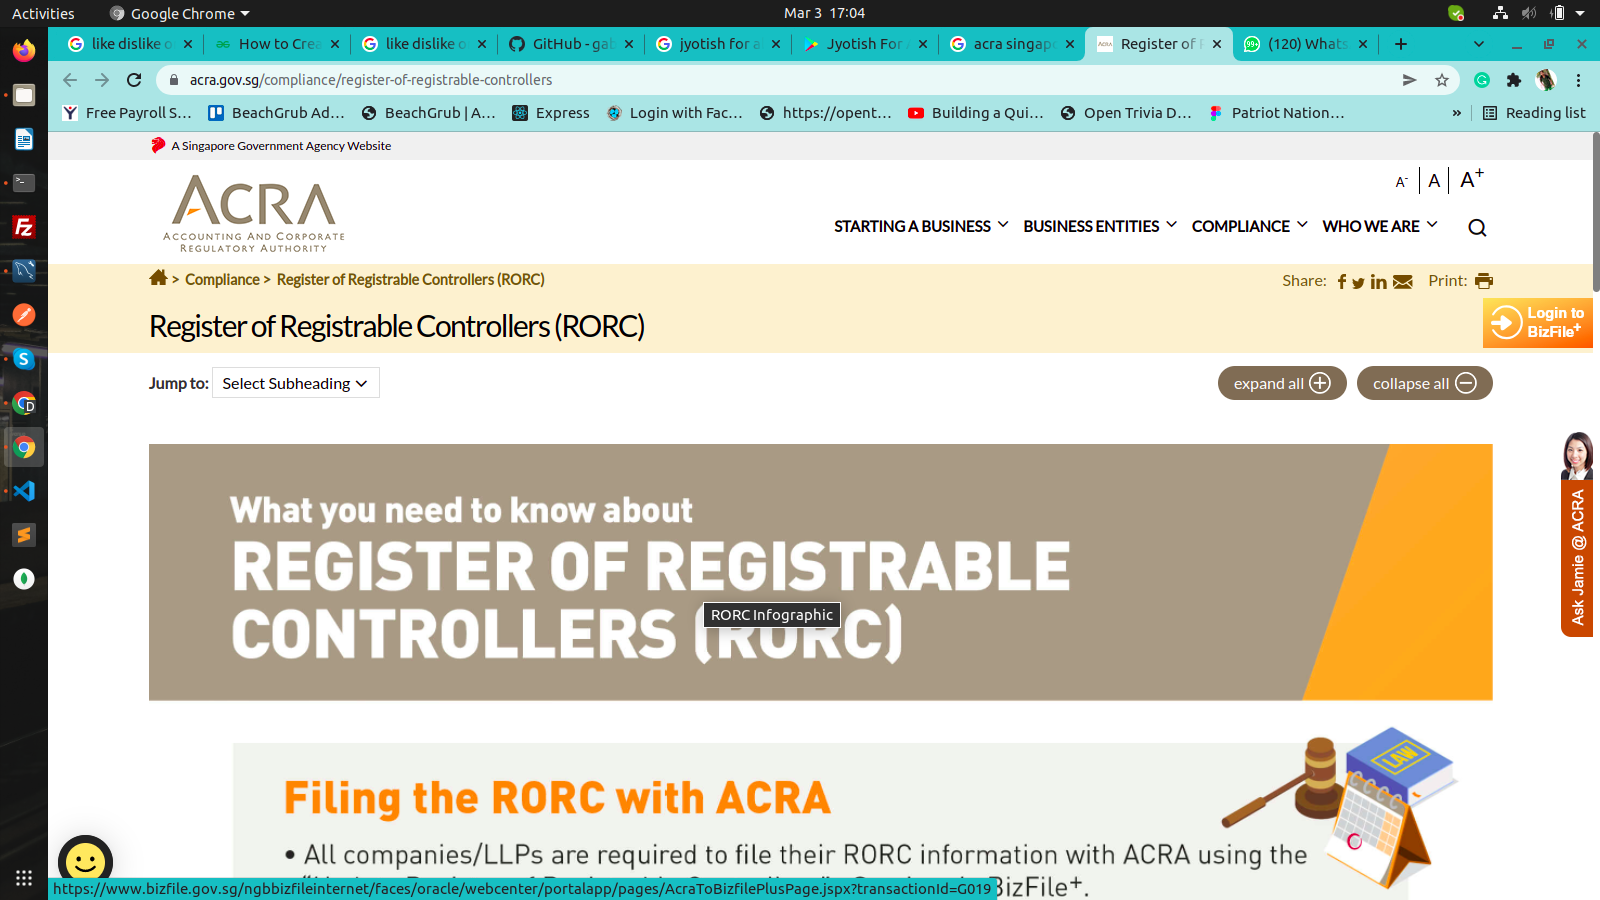 Activities
Google Chrome
Mar 3 17:04
like dislike o
How to Crea
like dislike o
GitHub - gab
jyotish for a
Jyotish For A
acra singapo
Register of R
(120) Whats
acra.gov.sg/compliance/register-of-registrable-controllers
Free Payroll S…
BeachGrub Ad…
BeachGrub | A…
Express
Login with Fac…
https://opent…
Building a Qui…
Open Trivia D…
Patriot Nation…
»
Reading list
A Singapore Government Agency Website
A- A A+
ACRA
ACCOUNTING AND CORPORATE
REGULATORY AUTHORITY
STARTING A BUSINESS
BUSINESS ENTITIES
COMPLIANCE
WHO WE ARE
> Compliance > Register of Registrable Controllers (RORC)
Share:
Print:
Register of Registrable Controllers (RORC)
Login to
BizFile+
Jump to: Select Subheading
expand all
collapse all
What you need to know about
REGISTER OF REGISTRABLE
CONTROLLERS (RORC)
RORC Infographic
Ask Jamie @ ACRA
LAW
Filing the RORC with ACRA
• All companies/LLPs are required to file their RORC information with ACRA using the
BizFile+.
https://www.bizfile.gov.sg/ngbbizfileinternet/faces/oracle/webcenter/portalapp/pages/AcraToBizfilePlusPage.jspx?transactionId=G019